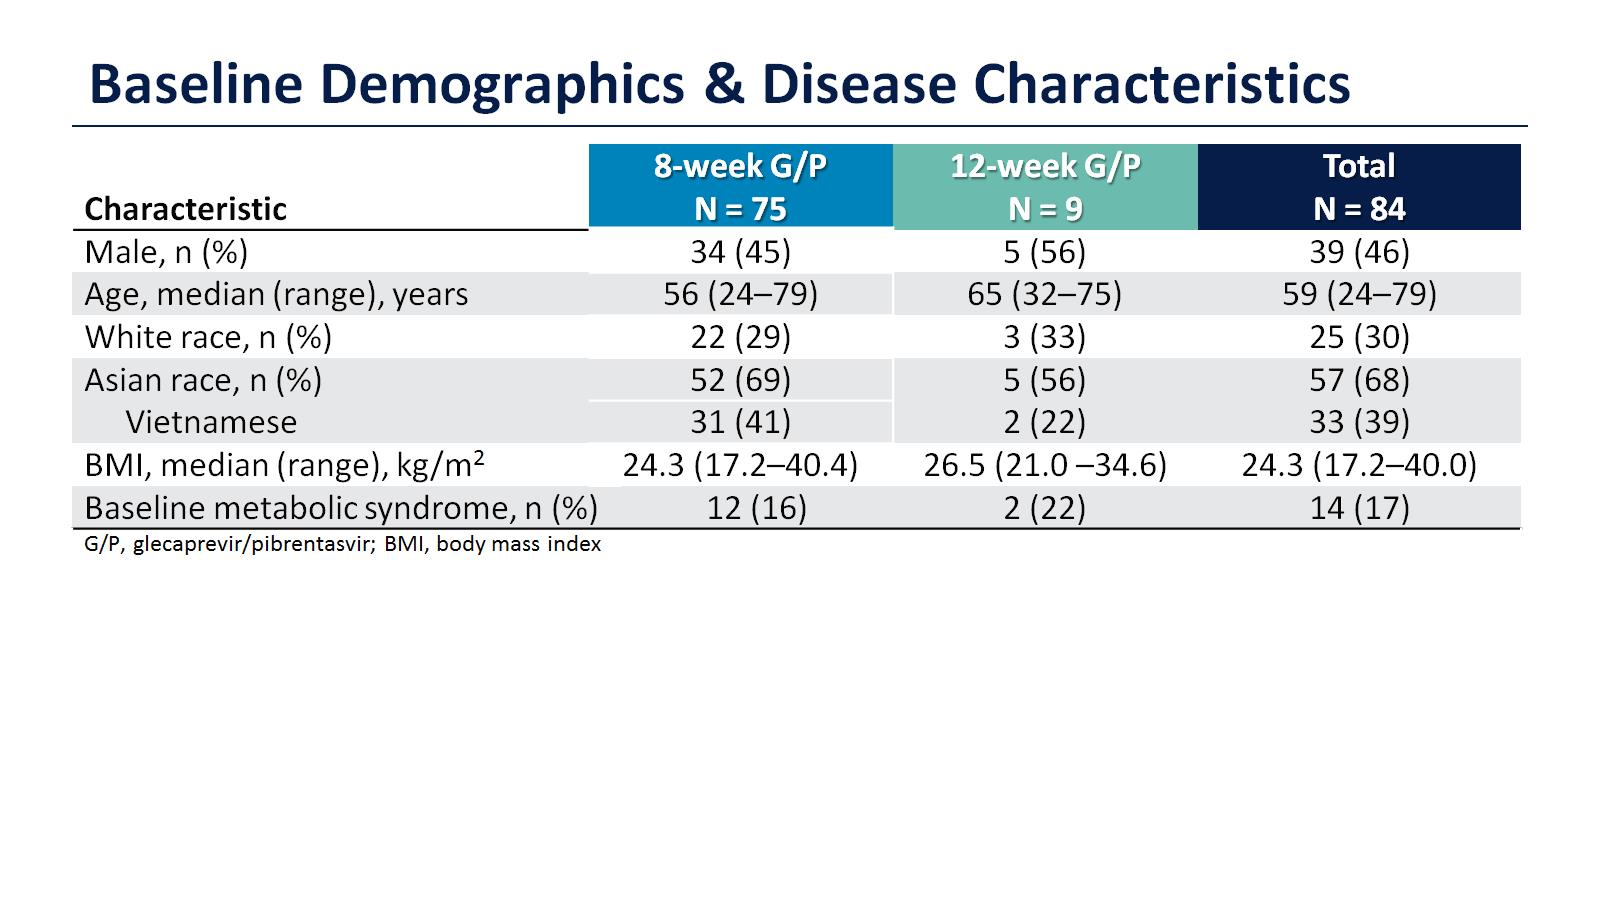 Baseline Demographics & Disease Characteristics
8-week G/P 12-week G/P Total
Characteristic N = 75 N = 9 N = 84
Male, n (%) 34 (45) 5 (56) 39 (46)
Age, median (range), years 56 (24–79) 65 (32–75) 59 (24–79)
White race, n (%) 22 (29) 3 (33) 25 (30)
Asian race, n (%) 52 (69) 5 (56) 57 (68)
Vietnamese 31 (41) 2 (22) 33 (39)
BMI, median (range), kg/m² 24.3 (17.2–40.4) 26.5 (21.0 –34.6) 24.3 (17.2–40.0)
Baseline metabolic syndrome, n (%) 12 (16) 2 (22) 14 (17)
G/P, glecaprevir/pibrentasvir; BMI, body mass index